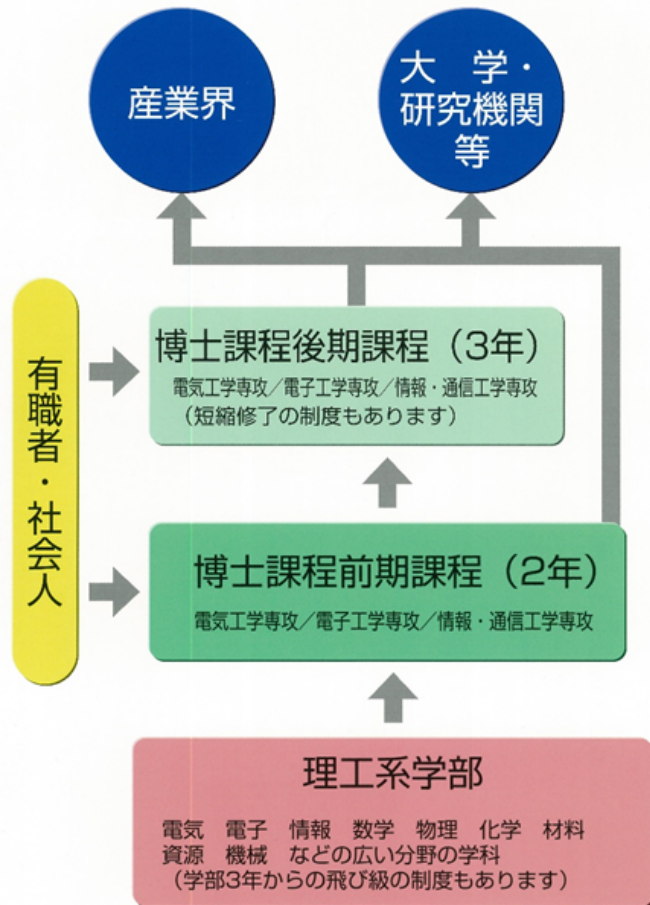 産業界
大　学・
研究機関
等
有職者・社会人
博士課程後期課程（3年）
電気工学専攻／電子工学専攻／情報・通信工学専攻
（短縮修了の制度もあります）
博士課程前期課程（2年）
電気工学専攻／電子工学専攻／情報・通信工学専攻
理工系学部
電気　電子　情報　数学　物理　化学　材料
資源　機械　などの広い分野の学科
（学部3年からの飛び級の制度もあります）